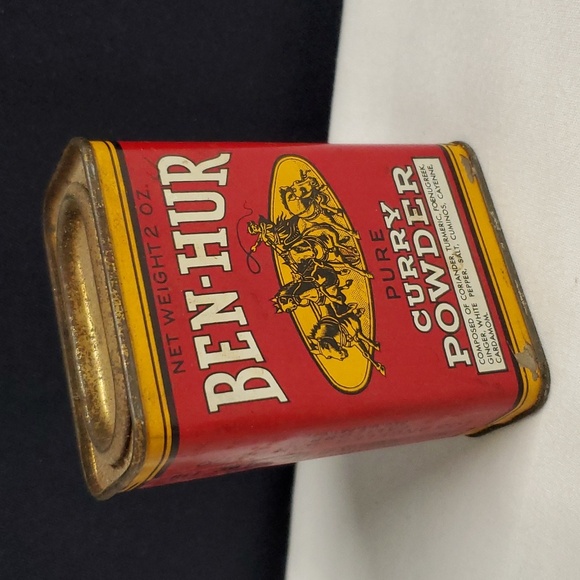 NET WEIGHT 2 OZ.
BEN-HUR
PURE
CURRY
POWDER
COMPOSED OF CORIANDER, TURMERIC, FOENUGREEK,
GINGER, WHITE PEPPER, SALT, CUMINOS, CAYENNE,
CARDAMOM.